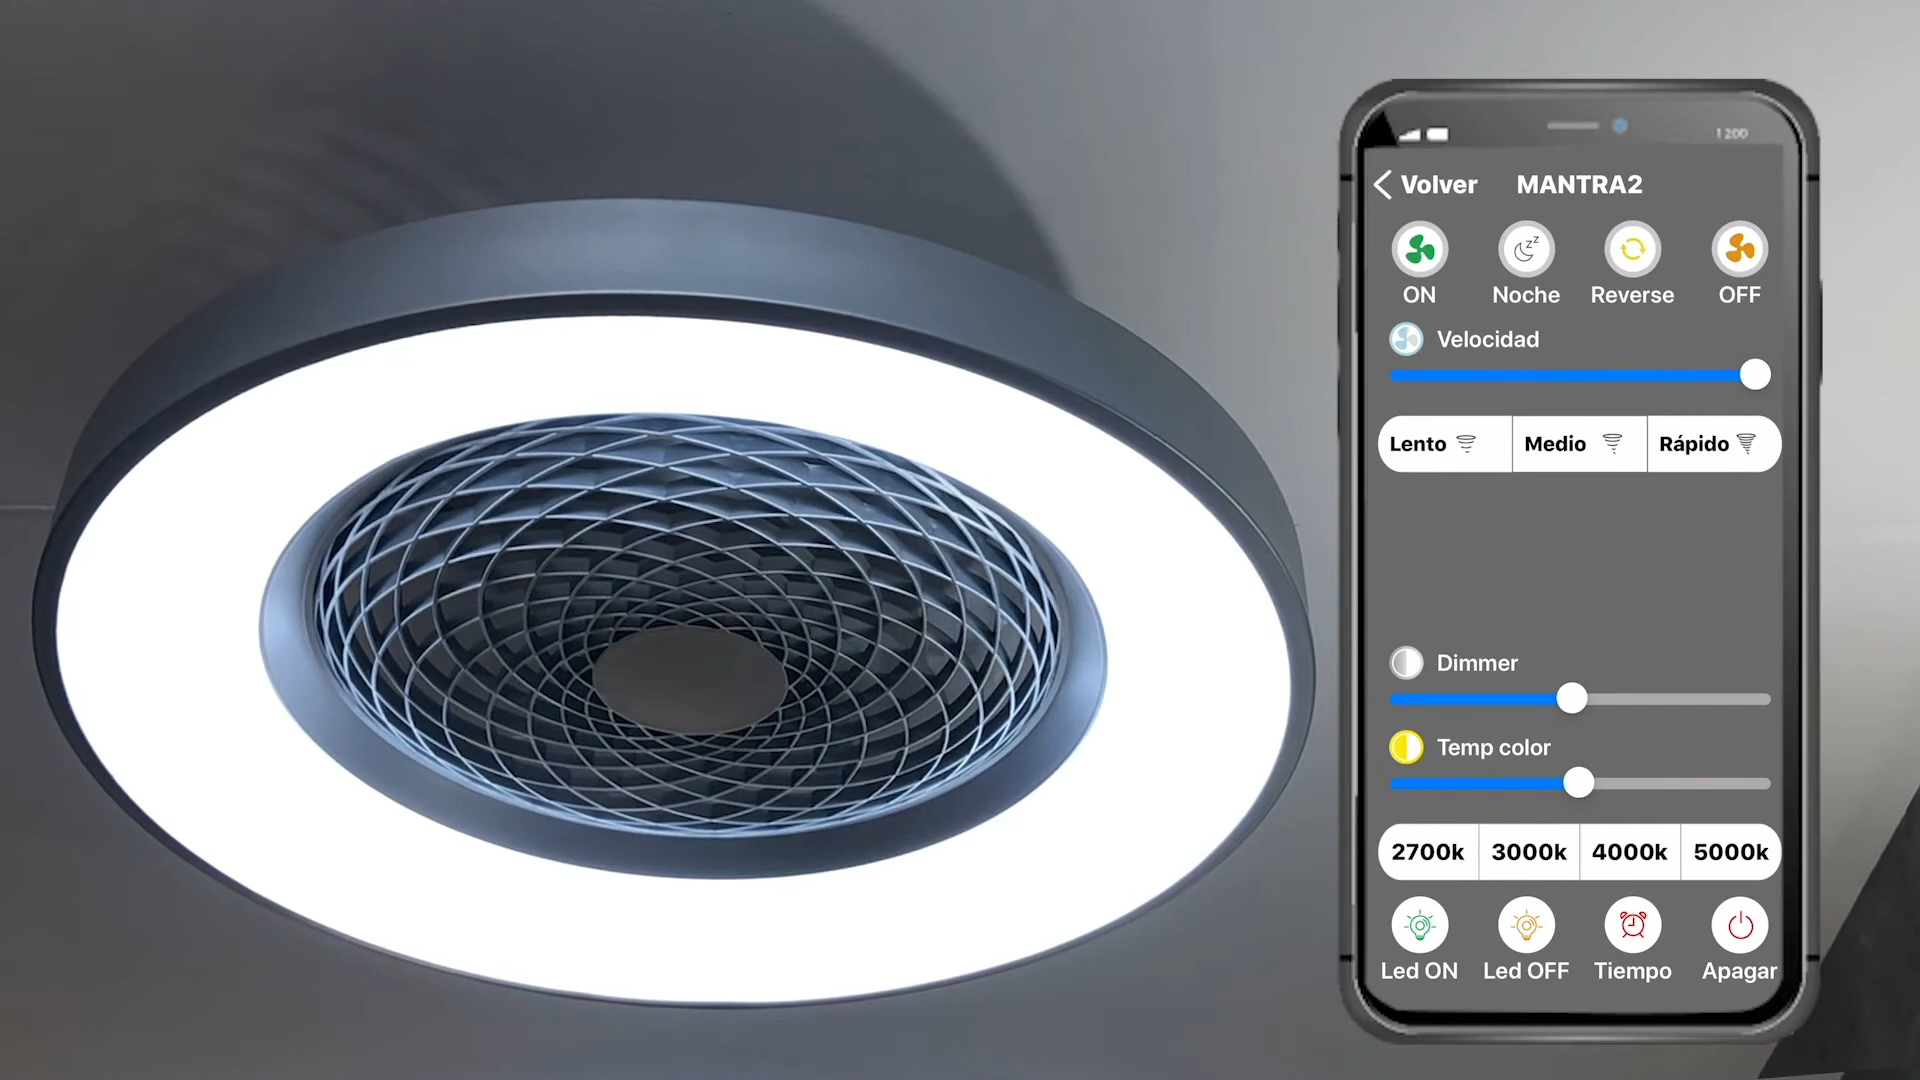 1200
Volver MANTRA2
ON Noche Reverse OFF
Velocidad
Lento Medio Rápido
Dimmer
Temp color
2700k 3000k 4000k 5000k
Led ON Led OFF Tiempo Apagar